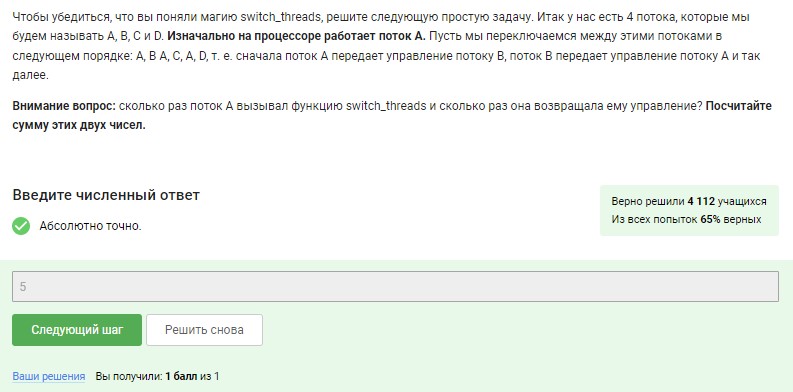 Чтобы убедиться, что вы поняли магию switch_threads, решите следующую простую задачу. Итак у нас есть 4 потока, которые мы
будем называть A, B, C и D. Изначально на процессоре работает поток A. Пусть мы переключаемся между этими потоками в
следующем порядке: A, B A, C, A, D, т. е. сначала поток A передает управление потоку B, поток B передает управление потоку A и так
далее.
Внимание вопрос: сколько раз поток A вызывал функцию switch_threads и сколько раз она возвращала ему управление? Посчитайте
сумму этих двух чисел.
Введите численный ответ
Верно решили 4 112 учащихся
Из всех попыток 65% верных
Абсолютно точно.
5
Следующий шаг
Решить снова
Ваши решения Вы получили: 1 балл из 1